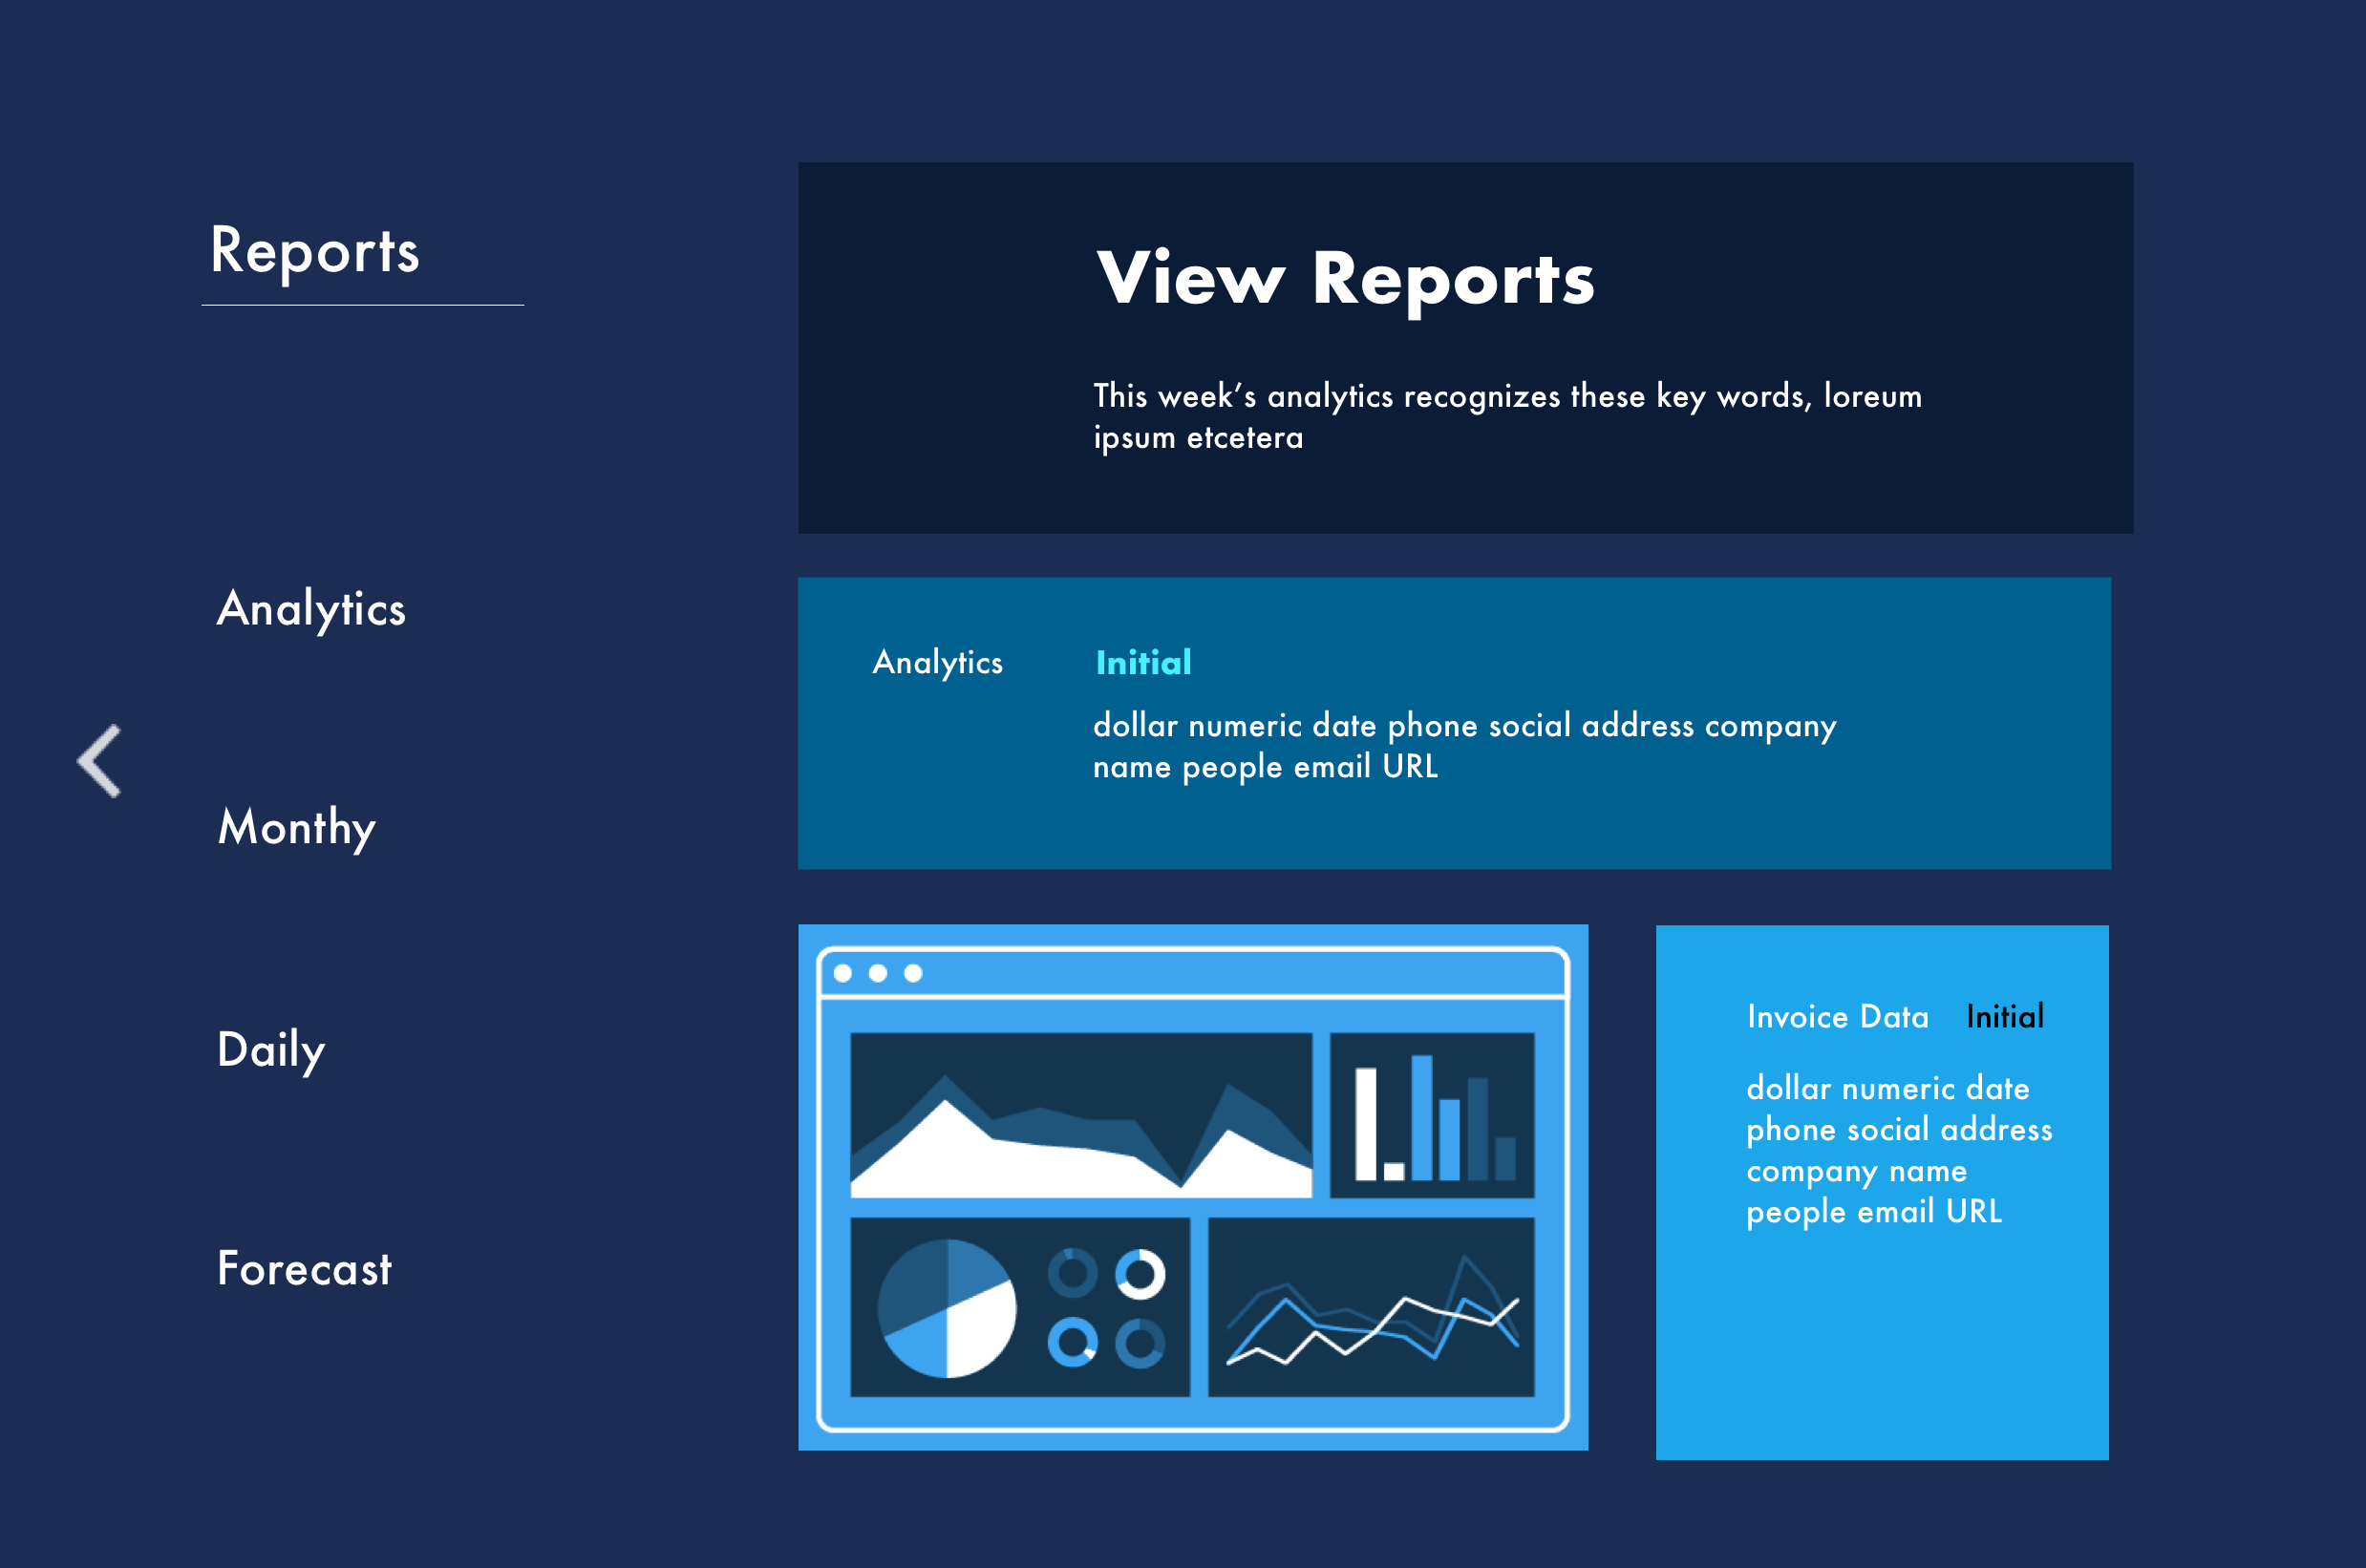 Reports
Analytics
Monthy
Daily
Forecast
View Reports
This week’s analytics recognizes these key words, loreum
ipsum etcetera
Analytics Initial
dollar numeric date phone social address company
name people email URL
Invoice Data Initial
dollar numeric date
phone social address
company name
people email URL